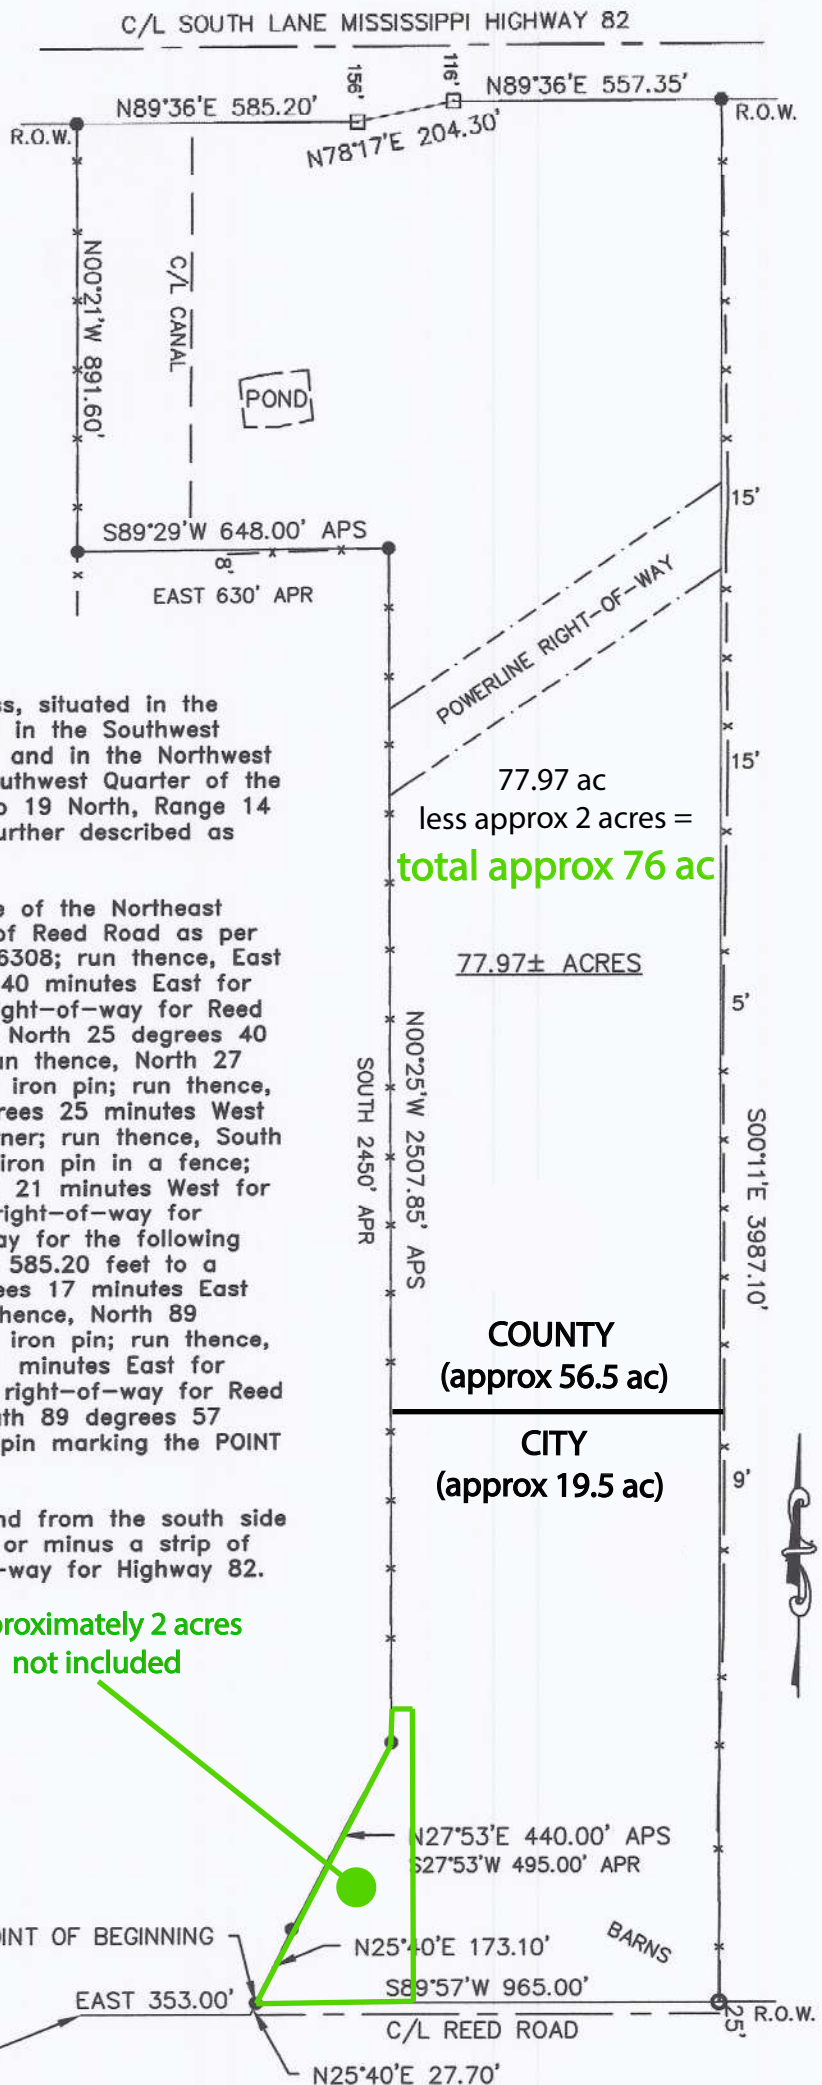 C/L SOUTH LANE MISSISSIPPI HIGHWAY 82
156'
116'
N89°36'E 585.20'
N89°36'E 557.35'
R.O.W.
R.O.W.
N78°17'E 204.30'
N00°21'W 891.60'
C/L CANAL
POND
15'
S89°29'W 648.00' APS
8'
EAST 630' APR
POWERLINE RIGHT-OF-WAY
15'
77.97 ac
less approx 2 acres =
total approx 76 ac
77.97± ACRES
5'
N00°25'W 2507.85' APS
SOUTH 2450' APR
S00°11'E 3987.10'
s, situated in the
in the Southwest
and in the Northwest
uthwest Quarter of the
19 North, Range 14
urther described as
e of the Northeast
of Reed Road as per
6308; run thence, East
40 minutes East for
ght-of-way for Reed
North 25 degrees 40
n thence, North 27
iron pin; run thence,
rees 25 minutes West
ner; run thence, South
iron pin in a fence;
21 minutes West for
right-of-way for
ay for the following
585.20 feet to a
ees 17 minutes East
hence, North 89
iron pin; run thence,
minutes East for
right-of-way for Reed
th 89 degrees 57
pin marking the POINT
nd from the south side
or minus a strip of
-way for Highway 82.
COUNTY
(approx 56.5 ac)
CITY
(approx 19.5 ac)
9'
proximately 2 acres
not included
N27°53'E 440.00' APS
S27°53'W 495.00' APR
OINT OF BEGINNING
N25°40'E 173.10'
BARNS
EAST 353.00'
S89°57'W 965.00'
25'
R.O.W.
C/L REED ROAD
N25°40'E 27.70'